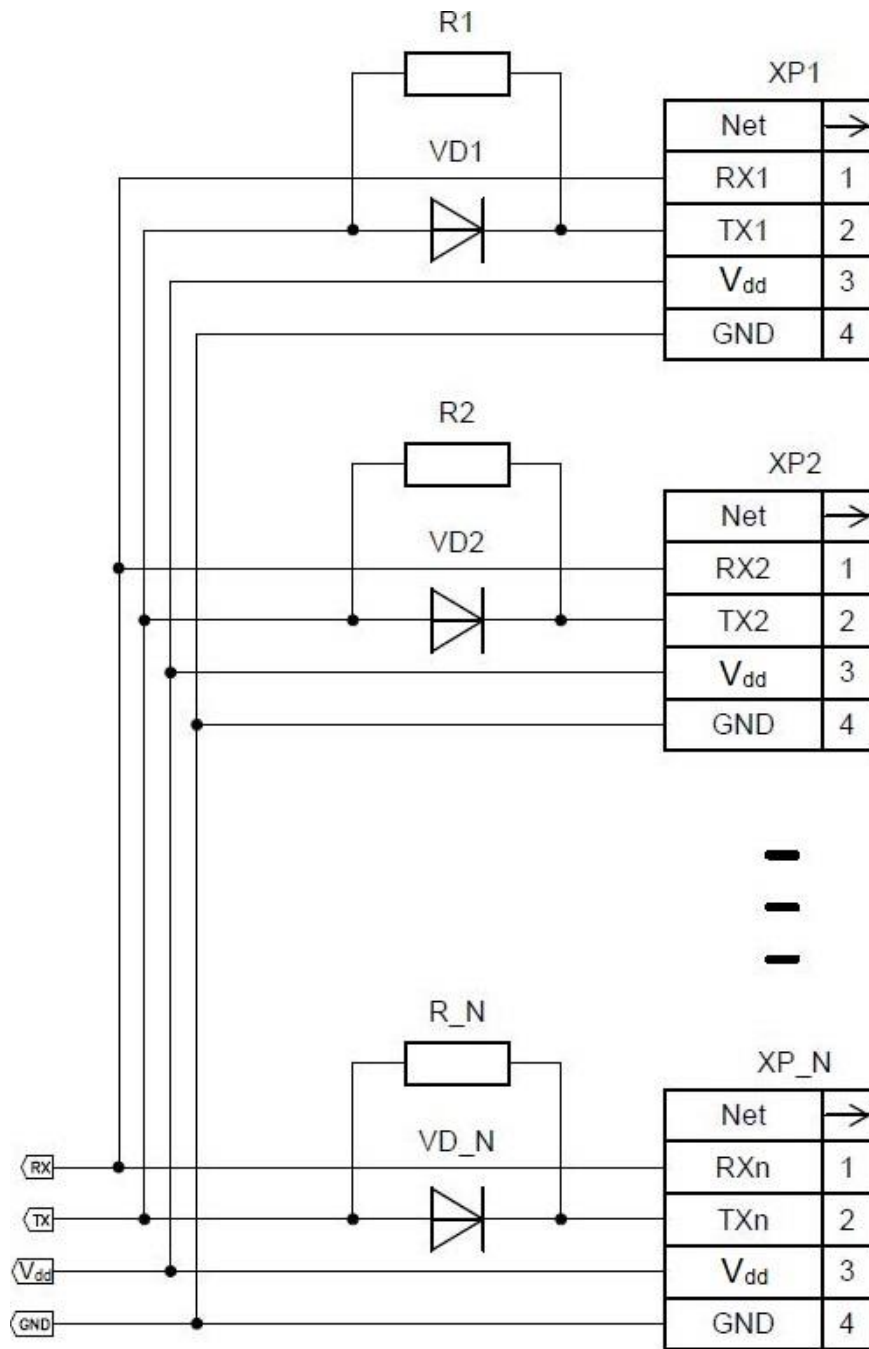 R1
XP1
Net
VD1
RX1 1
TX1 2
Vdd 3
GND 4
R2
XP2
Net
VD2
RX2 1
TX2 2
Vdd 3
GND 4
R_N
XP_N
Net
VD_N
RX RXn 1
TX TXn 2
Vdd Vdd 3
GND GND 4